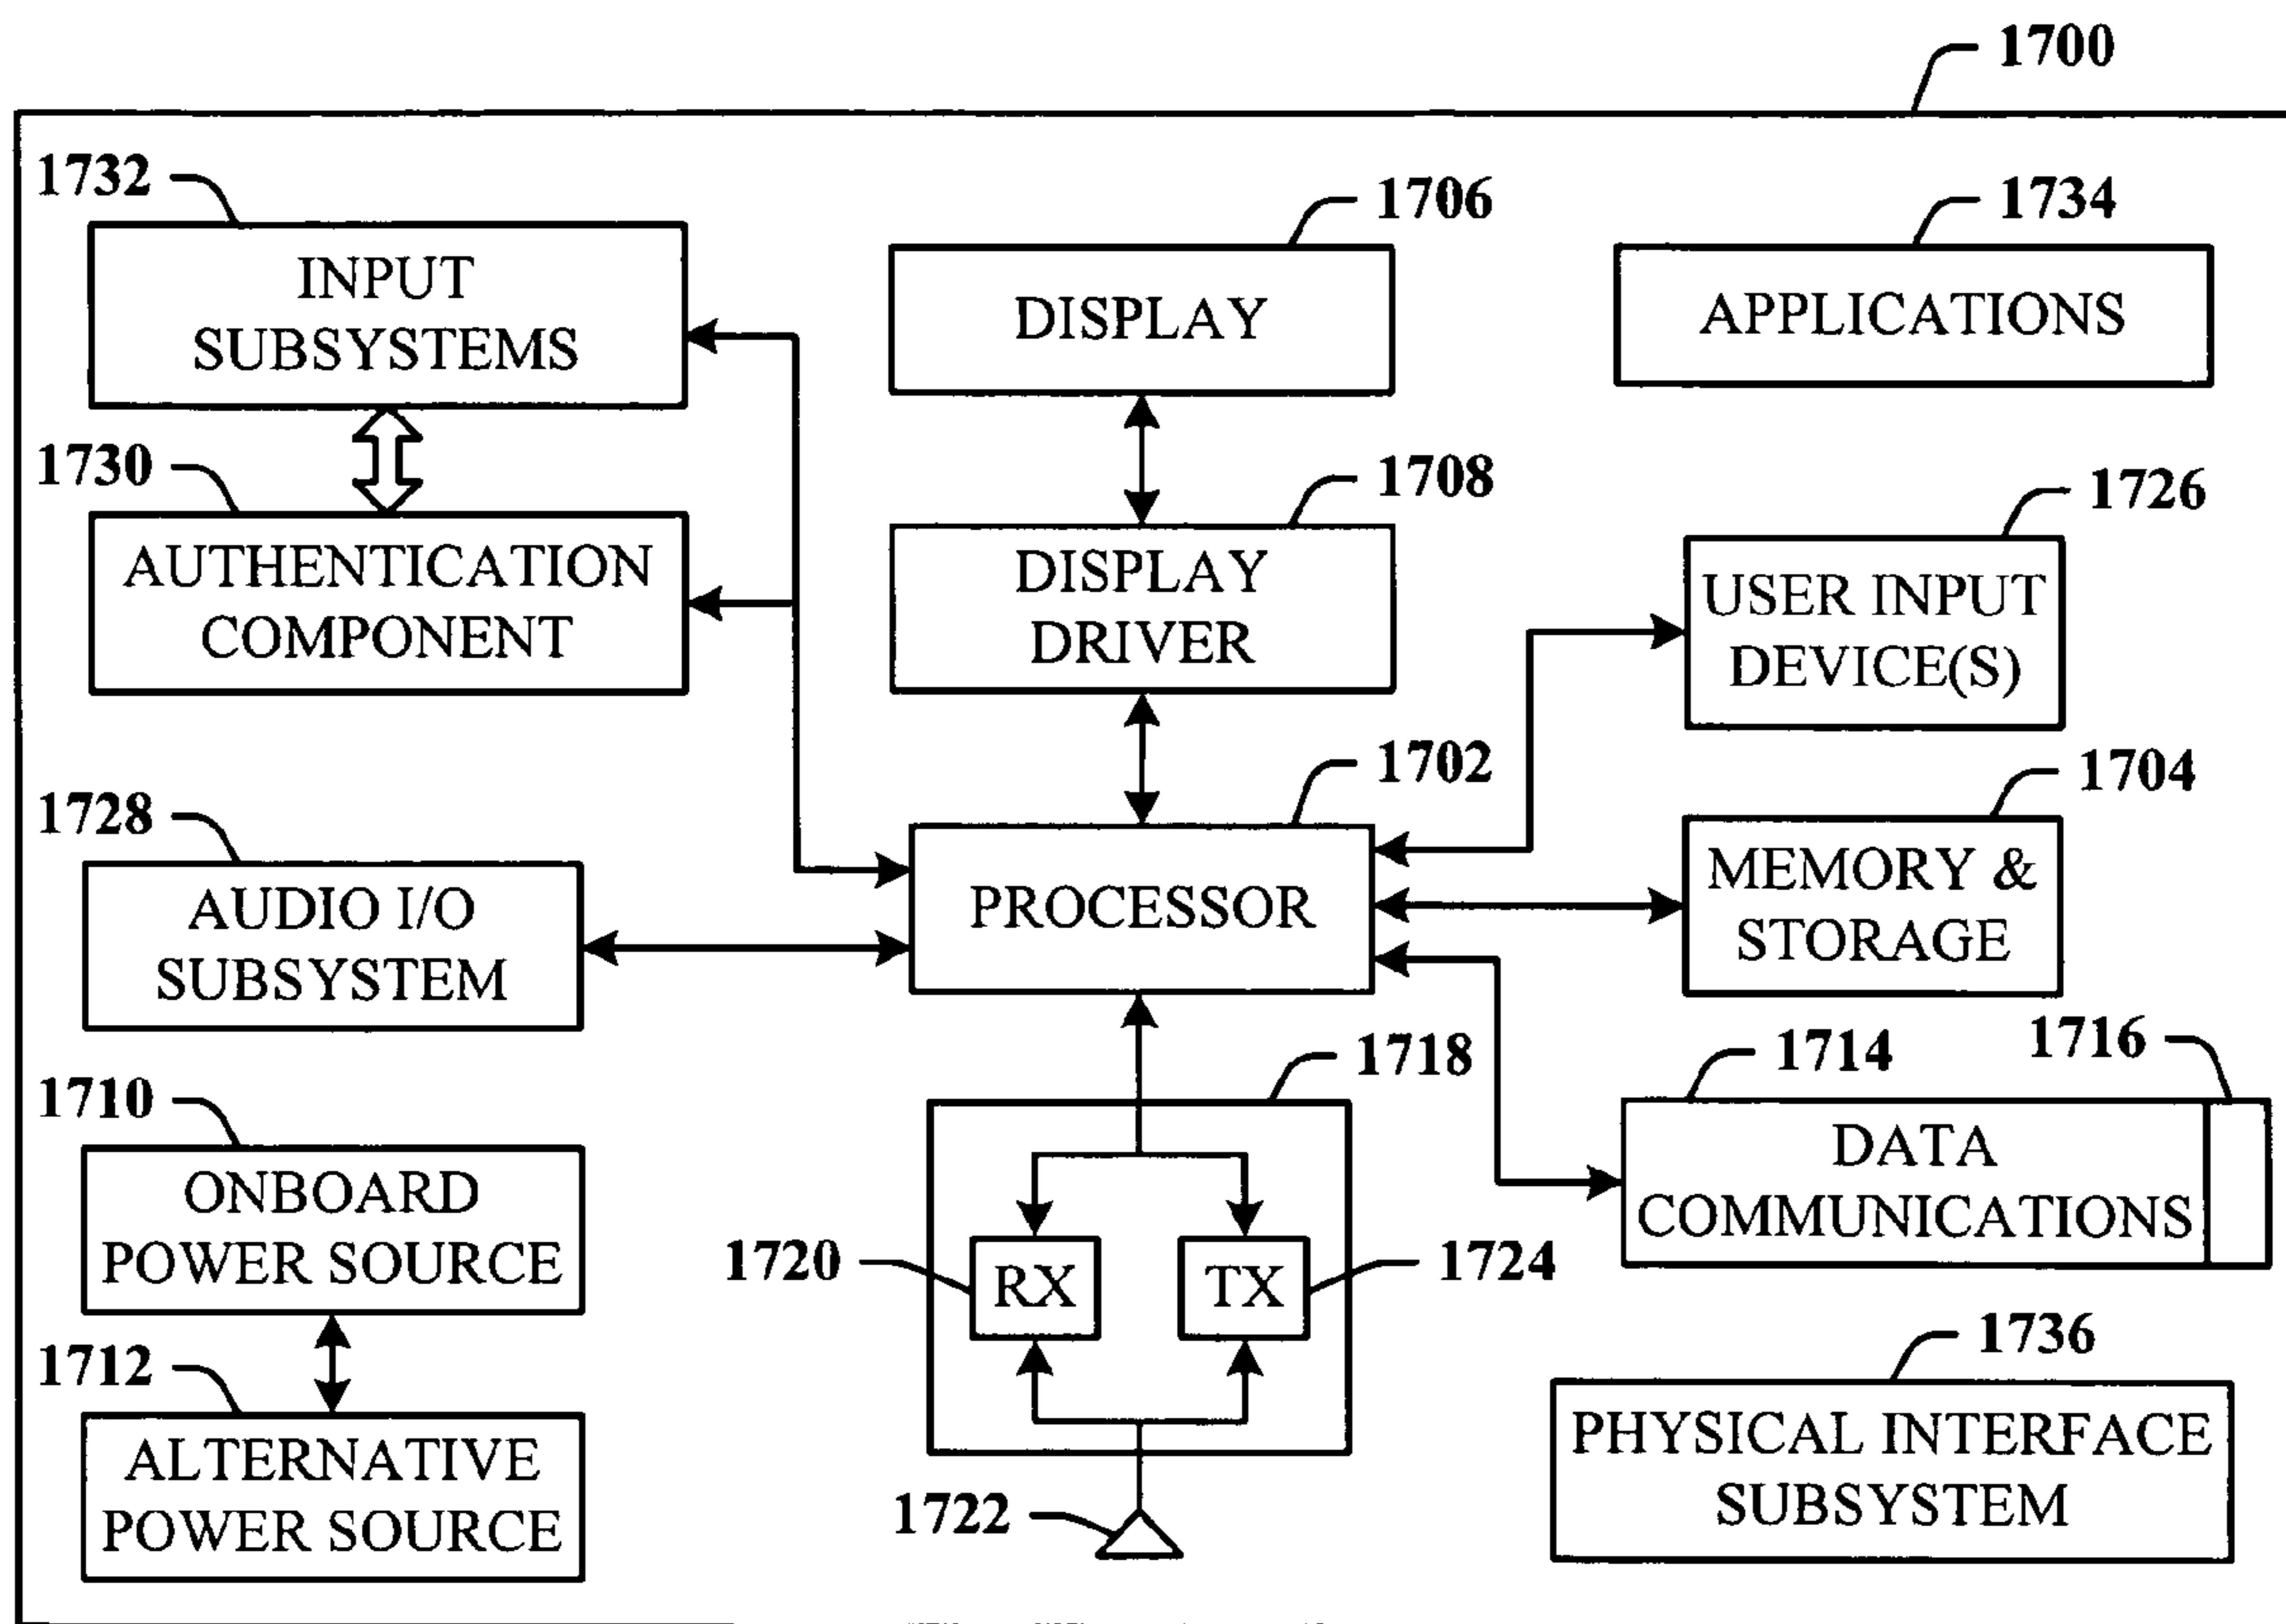 1700
1732
INPUT
SUBSYSTEMS
1706
DISPLAY
1734
APPLICATIONS
1730
AUTHENTICATION
COMPONENT
1708
DISPLAY
DRIVER
1726
USER INPUT
DEVICE(S)
1728
AUDIO I/O
SUBSYSTEM
1702
PROCESSOR
1704
MEMORY &
STORAGE
1710
ONBOARD
POWER SOURCE
1718
1720
RX
TX
1724
1714
1716
DATA
COMMUNICATIONS
1712
ALTERNATIVE
POWER SOURCE
1722
1736
PHYSICAL INTERFACE
SUBSYSTEM